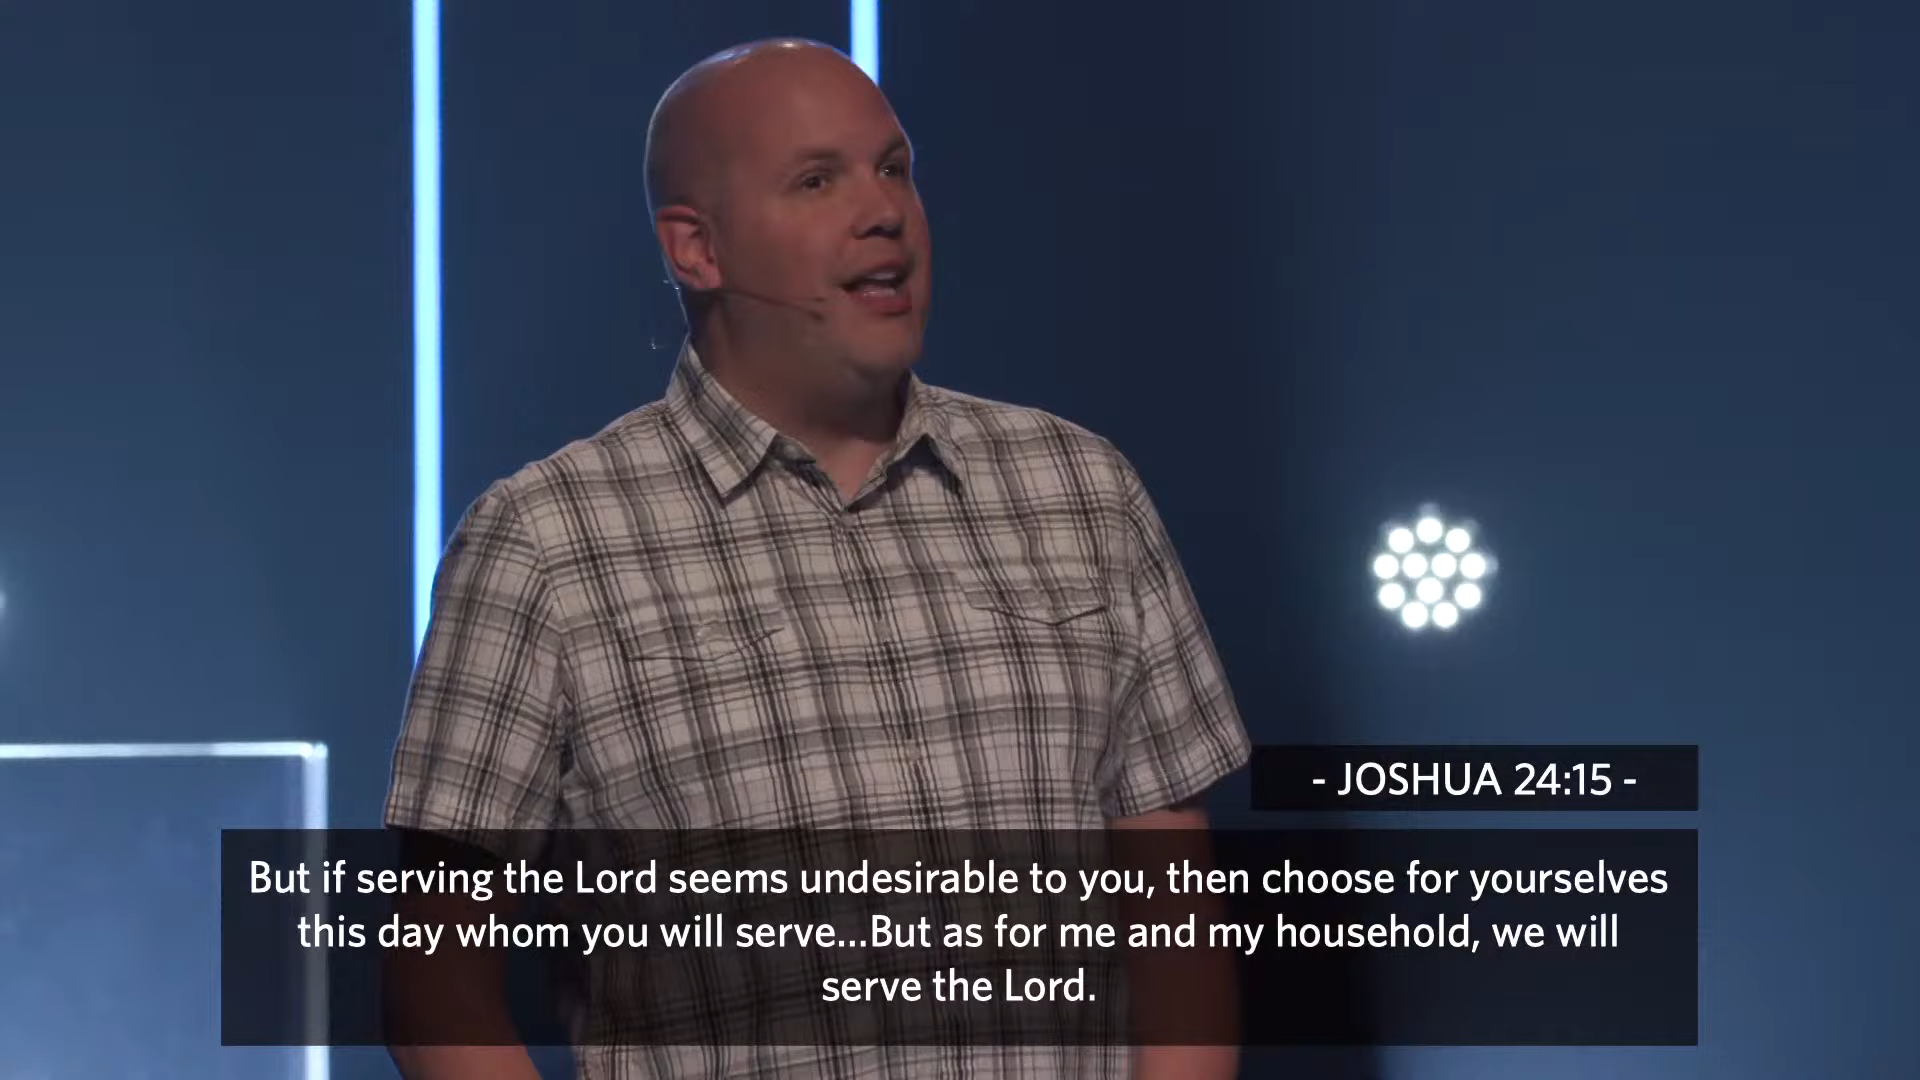 - JOSHUA 24:15 -
But if serving the Lord seems undesirable to you, then choose for yourselves
this day whom you will serve...But as for me and my household, we will
serve the Lord.